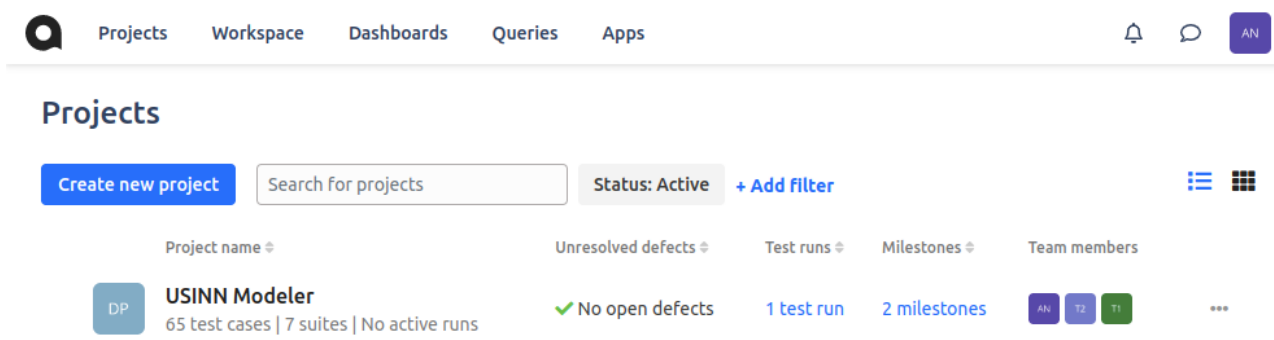 Projects Workspace Dashboards Queries Apps AN
Projects
Create new project Search for projects Status: Active + Add filter
Project name Unresolved defects Test runs Milestones Team members
DP USINN Modeler No open defects 1 test run 2 milestones AN T2 T1 •••
65 test cases | 7 suites | No active runs